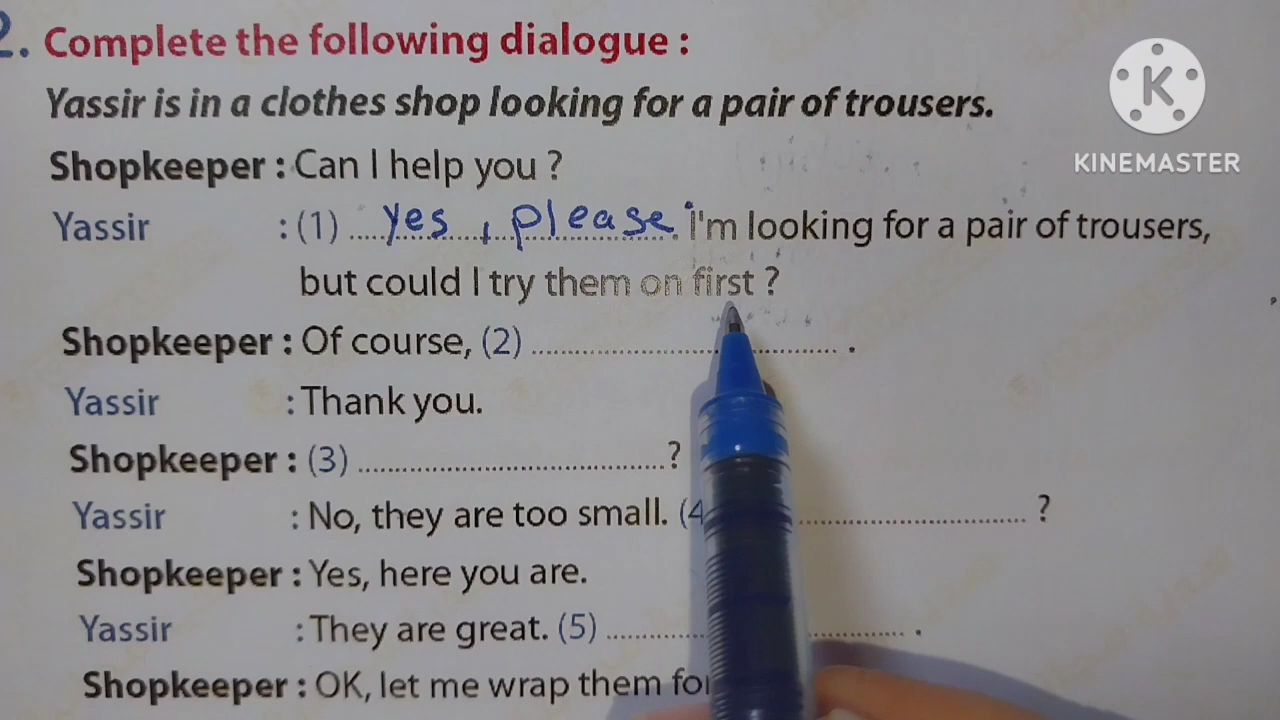 2. Complete the following dialogue :
Yassir is in a clothes shop looking for a pair of trousers.
Shopkeeper : Can I help you ?
Yassir : (1) yes, please. I'm looking for a pair of trousers,
but could I try them on first ?
Shopkeeper : Of course, (2) ........................................ .
Yassir : Thank you.
Shopkeeper : (3) ........................................?
Yassir : No, they are too small. (4 ........................................ ?
Shopkeeper : Yes, here you are.
Yassir : They are great. (5) ........................................ .
Shopkeeper : OK, let me wrap them for
K
KINEMASTER